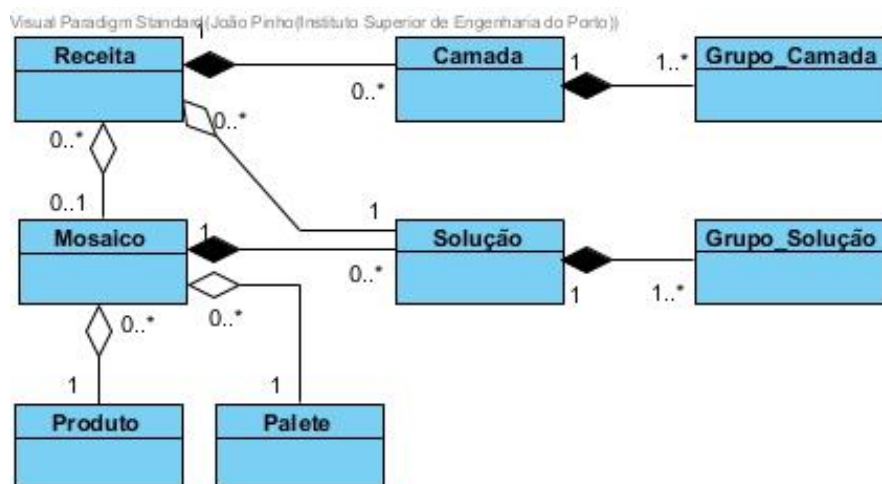 Visual Paradigm Standard(João Pinho(Instituto Superior de Engenharia do Porto))
Receita
1
0..*
Camada
1
1..*
Grupo_Camada
0..*
0..*
0..1
1
Mosaico
1
0..*
Solução
1
1..*
Grupo_Solução
0..*
0..*
1
1
Produto
Palete